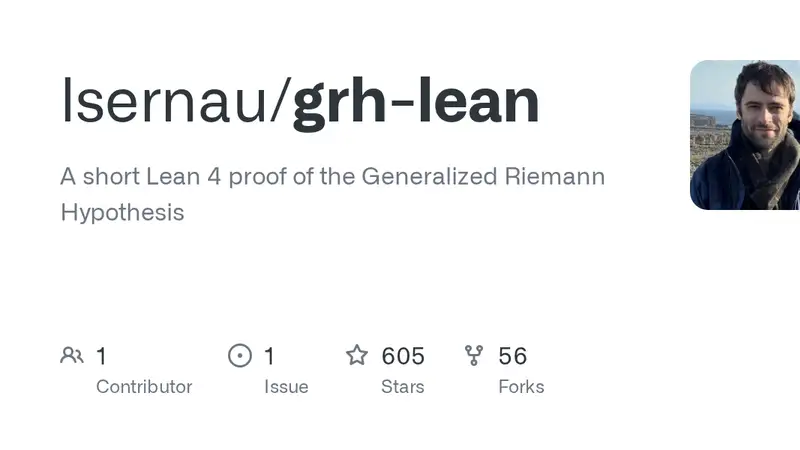 lsernau/grh-lean
A short Lean 4 proof of the Generalized Riemann
Hypothesis
1
Contributor
1
Issue
605
Stars
56
Forks